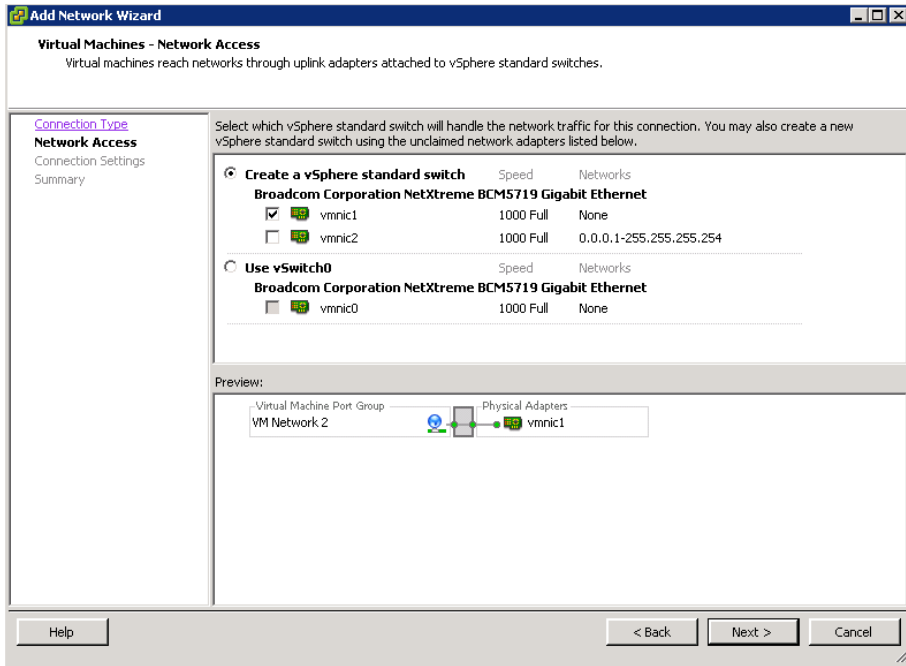 Add Network Wizard
Virtual Machines - Network Access
Virtual machines reach networks through uplink adapters attached to vSphere standard switches.
Connection Type
Network Access
Connection Settings
Summary
Select which vSphere standard switch will handle the network traffic for this connection. You may also create a new
vSphere standard switch using the unclaimed network adapters listed below.
Create a vSphere standard switch Speed Networks
Broadcom Corporation NetXtreme BCM5719 Gigabit Ethernet
vmnic1 1000 Full None
vmnic2 1000 Full 0.0.0.1-255.255.255.254
Use vSwitch0 Speed Networks
Broadcom Corporation NetXtreme BCM5719 Gigabit Ethernet
vmnic0 1000 Full None
Preview:
Virtual Machine Port Group Physical Adapters
VM Network 2 vmnic1
Help < Back Next > Cancel